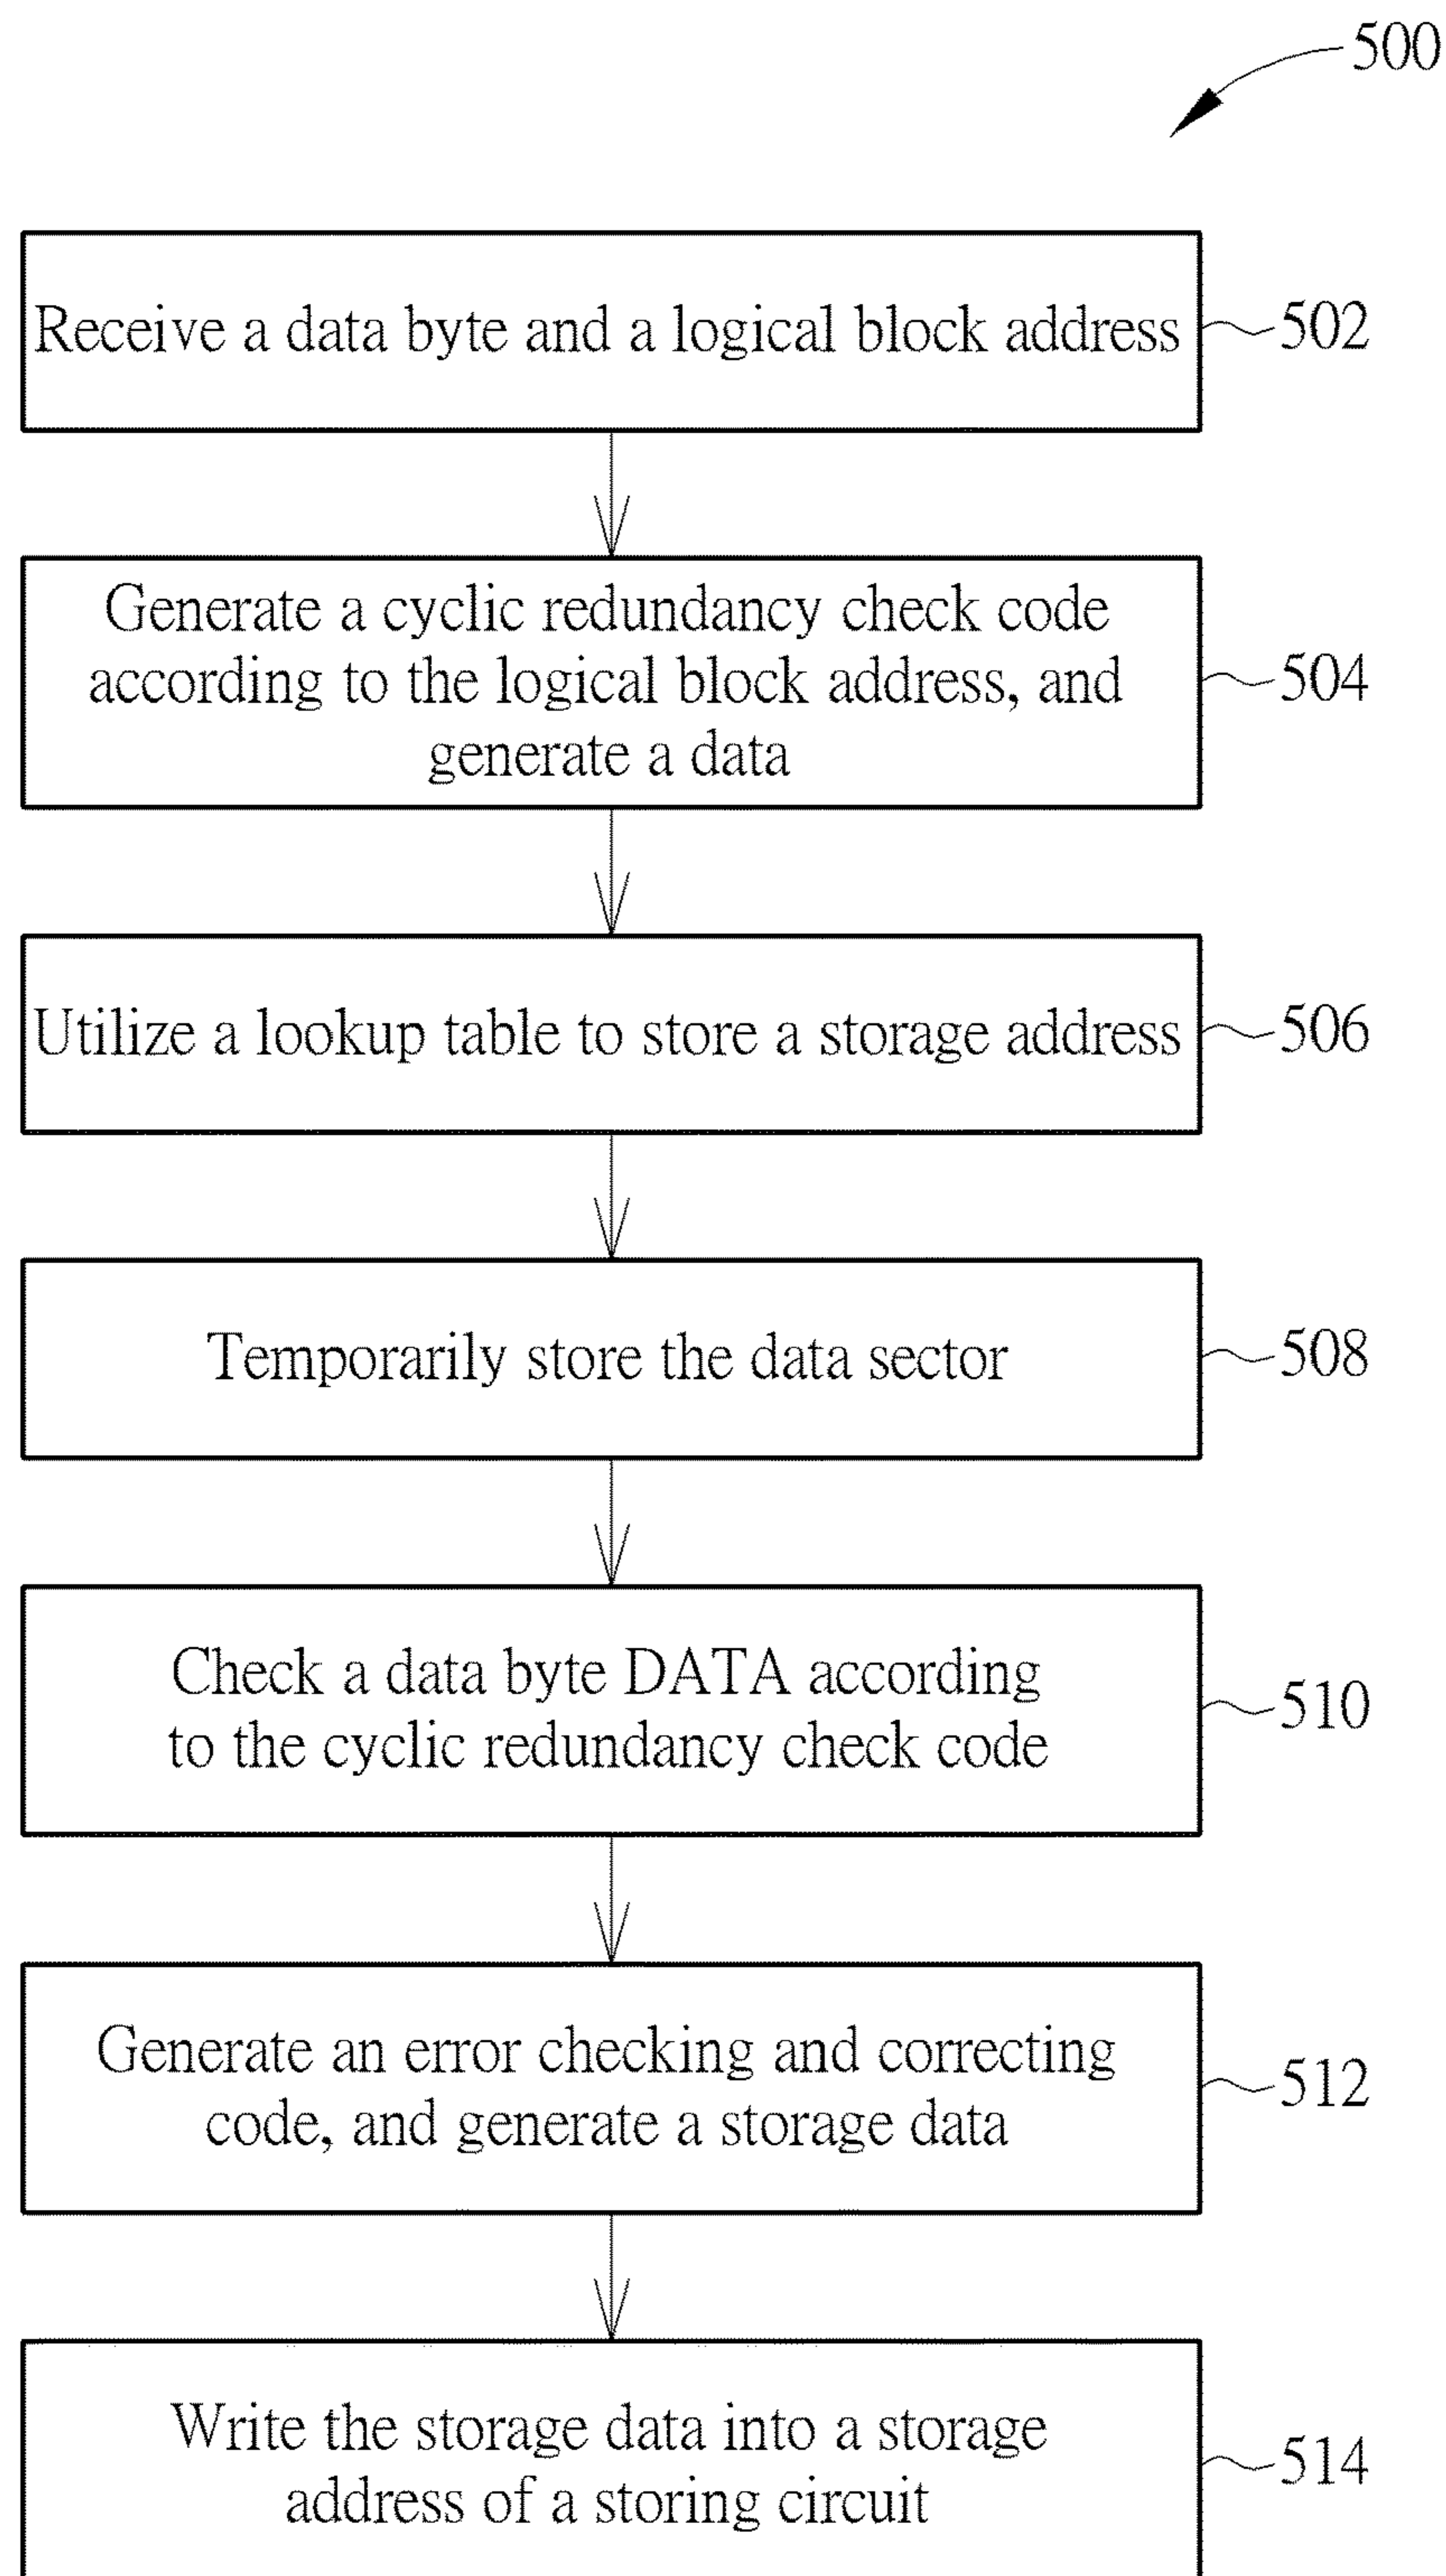 500
Receive a data byte and a logical block address
502
Generate a cyclic redundancy check code
according to the logical block address, and
generate a data
504
Utilize a lookup table to store a storage address
506
Temporarily store the data sector
508
Check a data byte DATA according
to the cyclic redundancy check code
510
Generate an error checking and correcting
code, and generate a storage data
512
Write the storage data into a storage
address of a storing circuit
514